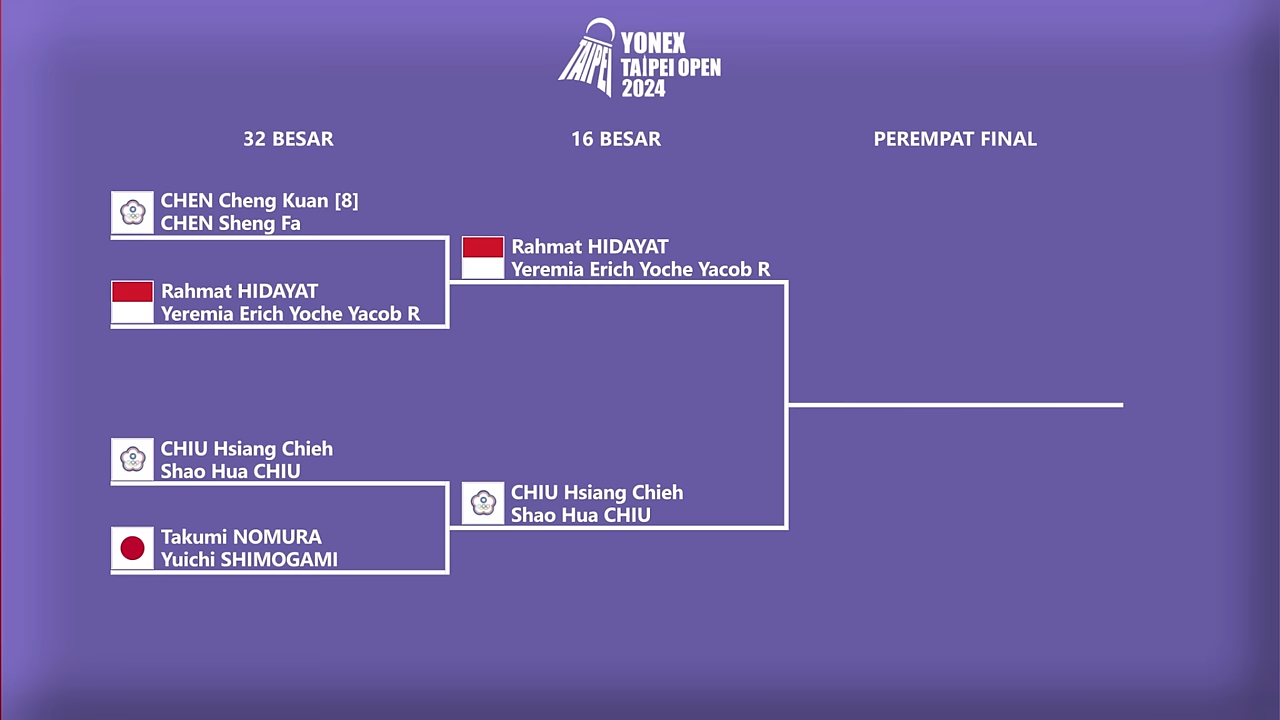 TAIPEI
YONEX
TAIPEI OPEN
2024
32 BESAR
16 BESAR
PEREMPAT FINAL
CHEN Cheng Kuan [8]
CHEN Sheng Fa
Rahmat HIDAYAT
Yeremia Erich Yoche Yacob R
Rahmat HIDAYAT
Yeremia Erich Yoche Yacob R
CHIU Hsiang Chieh
Shao Hua CHIU
CHIU Hsiang Chieh
Shao Hua CHIU
Takumi NOMURA
Yuichi SHIMOGAMI